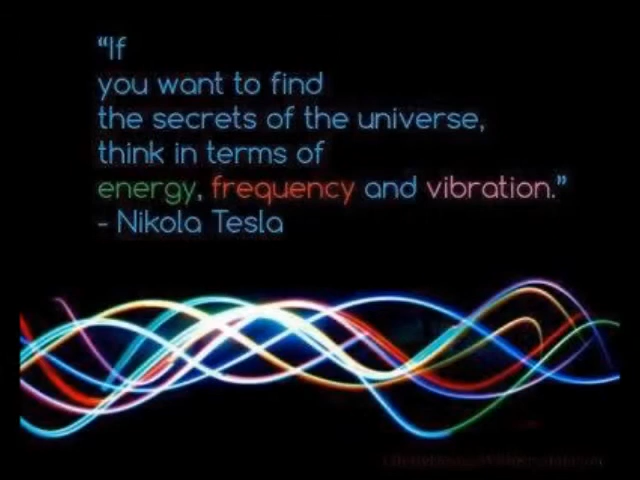 “If
you want to find
the secrets of the universe,
think in terms of
energy, frequency and vibration.”
- Nikola Tesla